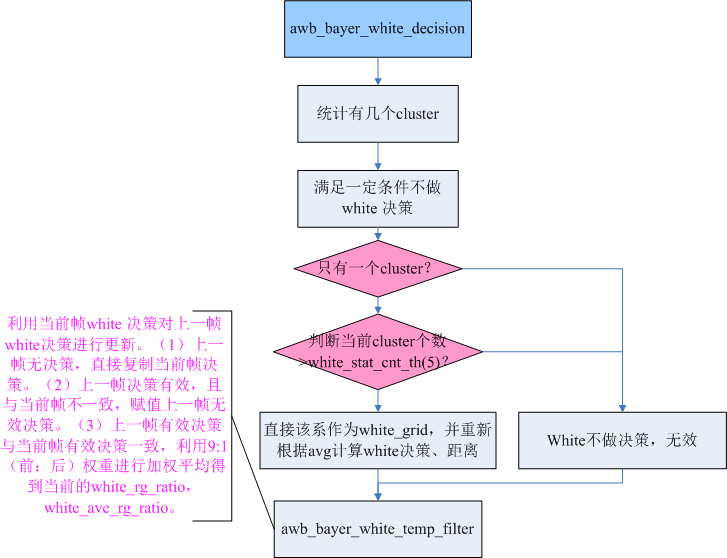 awb_bayer_white_decision
统计有几个cluster
满足一定条件不做
white 决策
只有一个cluster？
判断当前cluster个数
>white_stat_cnt_th(5)？
直接该系作为white_grid，并重新
根据avg计算white决策、距离
White不做决策，无效
awb_bayer_white_temp_filter
利用当前帧white 决策对上一帧
white决策进行更新。（1）上一
帧无决策，直接复制当前帧决
策。（2）上一帧决策有效，且
与当前帧不一致，赋值上一帧无
效决策。（3）上一帧有效决策
与当前帧有效决策一致，利用9:1
（前：后）权重进行加权平均得
到当前的white_rg_ratio，
white_ave_rg_ratio。